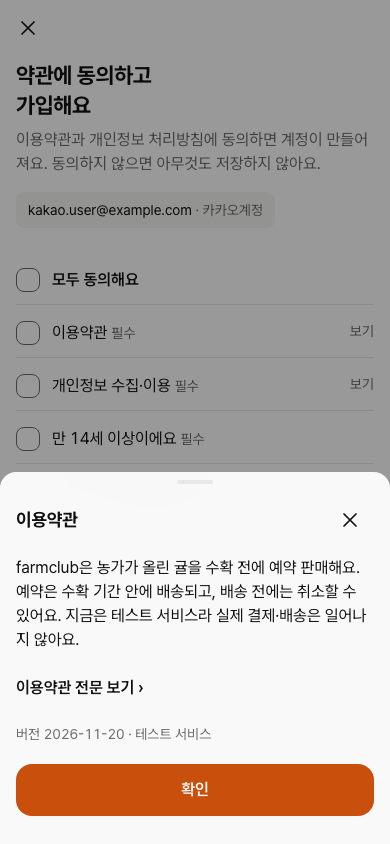 약관에 동의하고
가입해요
이용약관과 개인정보 처리방침에 동의하면 계정이 만들어
져요. 동의하지 않으면 아무것도 저장하지 않아요.
kakao.user@example.com · 카카오계정
모두 동의해요
이용약관 필수 보기
개인정보 수집·이용 필수 보기
만 14세 이상이에요 필수
이용약관
farmclub은 농가가 올린 귤을 수확 전에 예약 판매해요.
예약은 수확 기간 안에 배송되고, 배송 전에는 취소할 수
있어요. 지금은 테스트 서비스라 실제 결제·배송은 일어나
지 않아요.
이용약관 전문 보기 ›
버전 2026-11-20 · 테스트 서비스
확인